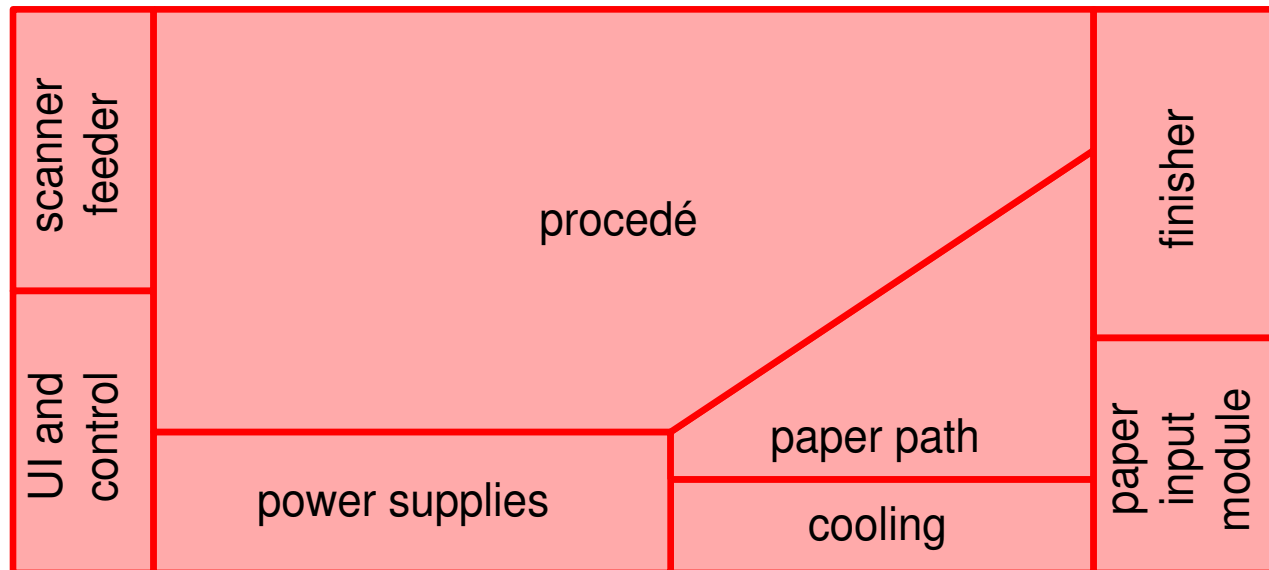 scanner
feeder
procedé
finisher
UI and
control
power supplies
paper path
cooling
paper
input
module